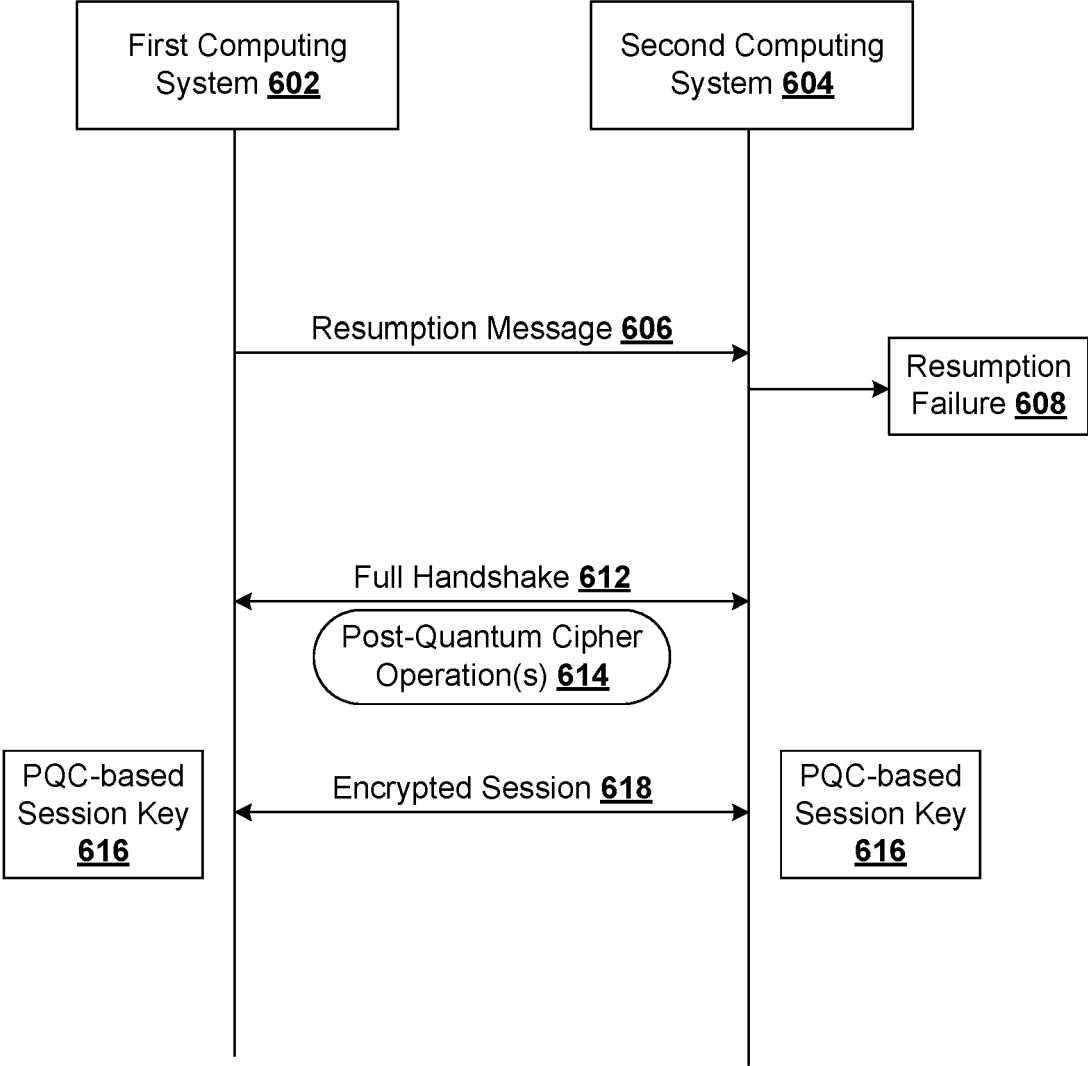 First Computing
System 602
Second Computing
System 604
Resumption Message 606
Resumption
Failure 608
Full Handshake 612
Post-Quantum Cipher
Operation(s) 614
PQC-based
Session Key
616
Encrypted Session 618
PQC-based
Session Key
616